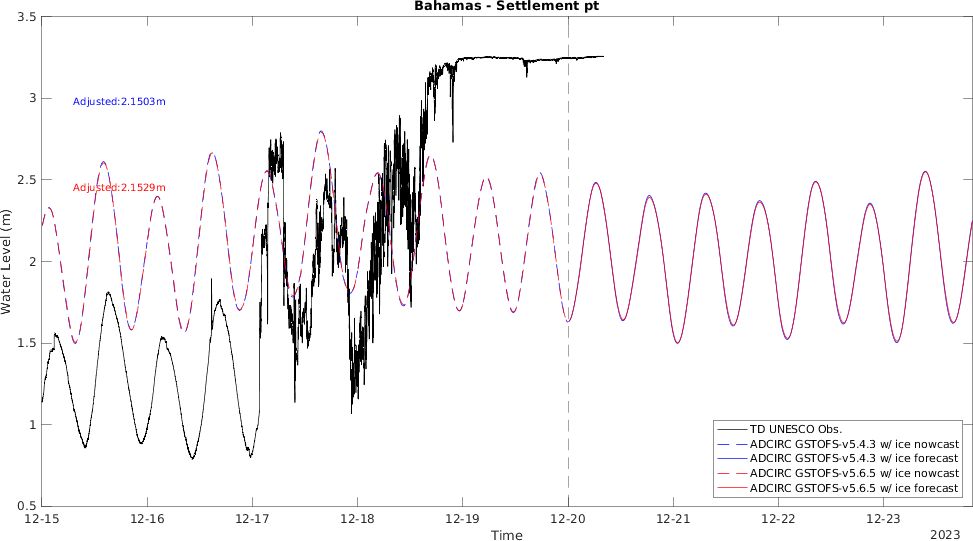 Bahamas - Settlement pt
3.5
3
2.5
2
1.5
1
0.5
Water Level (m)
Adjusted:2.1503m
Adjusted:2.1529m
TD UNESCO Obs.
ADCIRC GSTOFS-v5.4.3 w/ ice nowcast
ADCIRC GSTOFS-v5.4.3 w/ ice forecast
ADCIRC GSTOFS-v5.6.5 w/ ice nowcast
ADCIRC GSTOFS-v5.6.5 w/ ice forecast
12-15 12-16 12-17 12-18 12-19 12-20 12-21 12-22 12-23
Time
2023